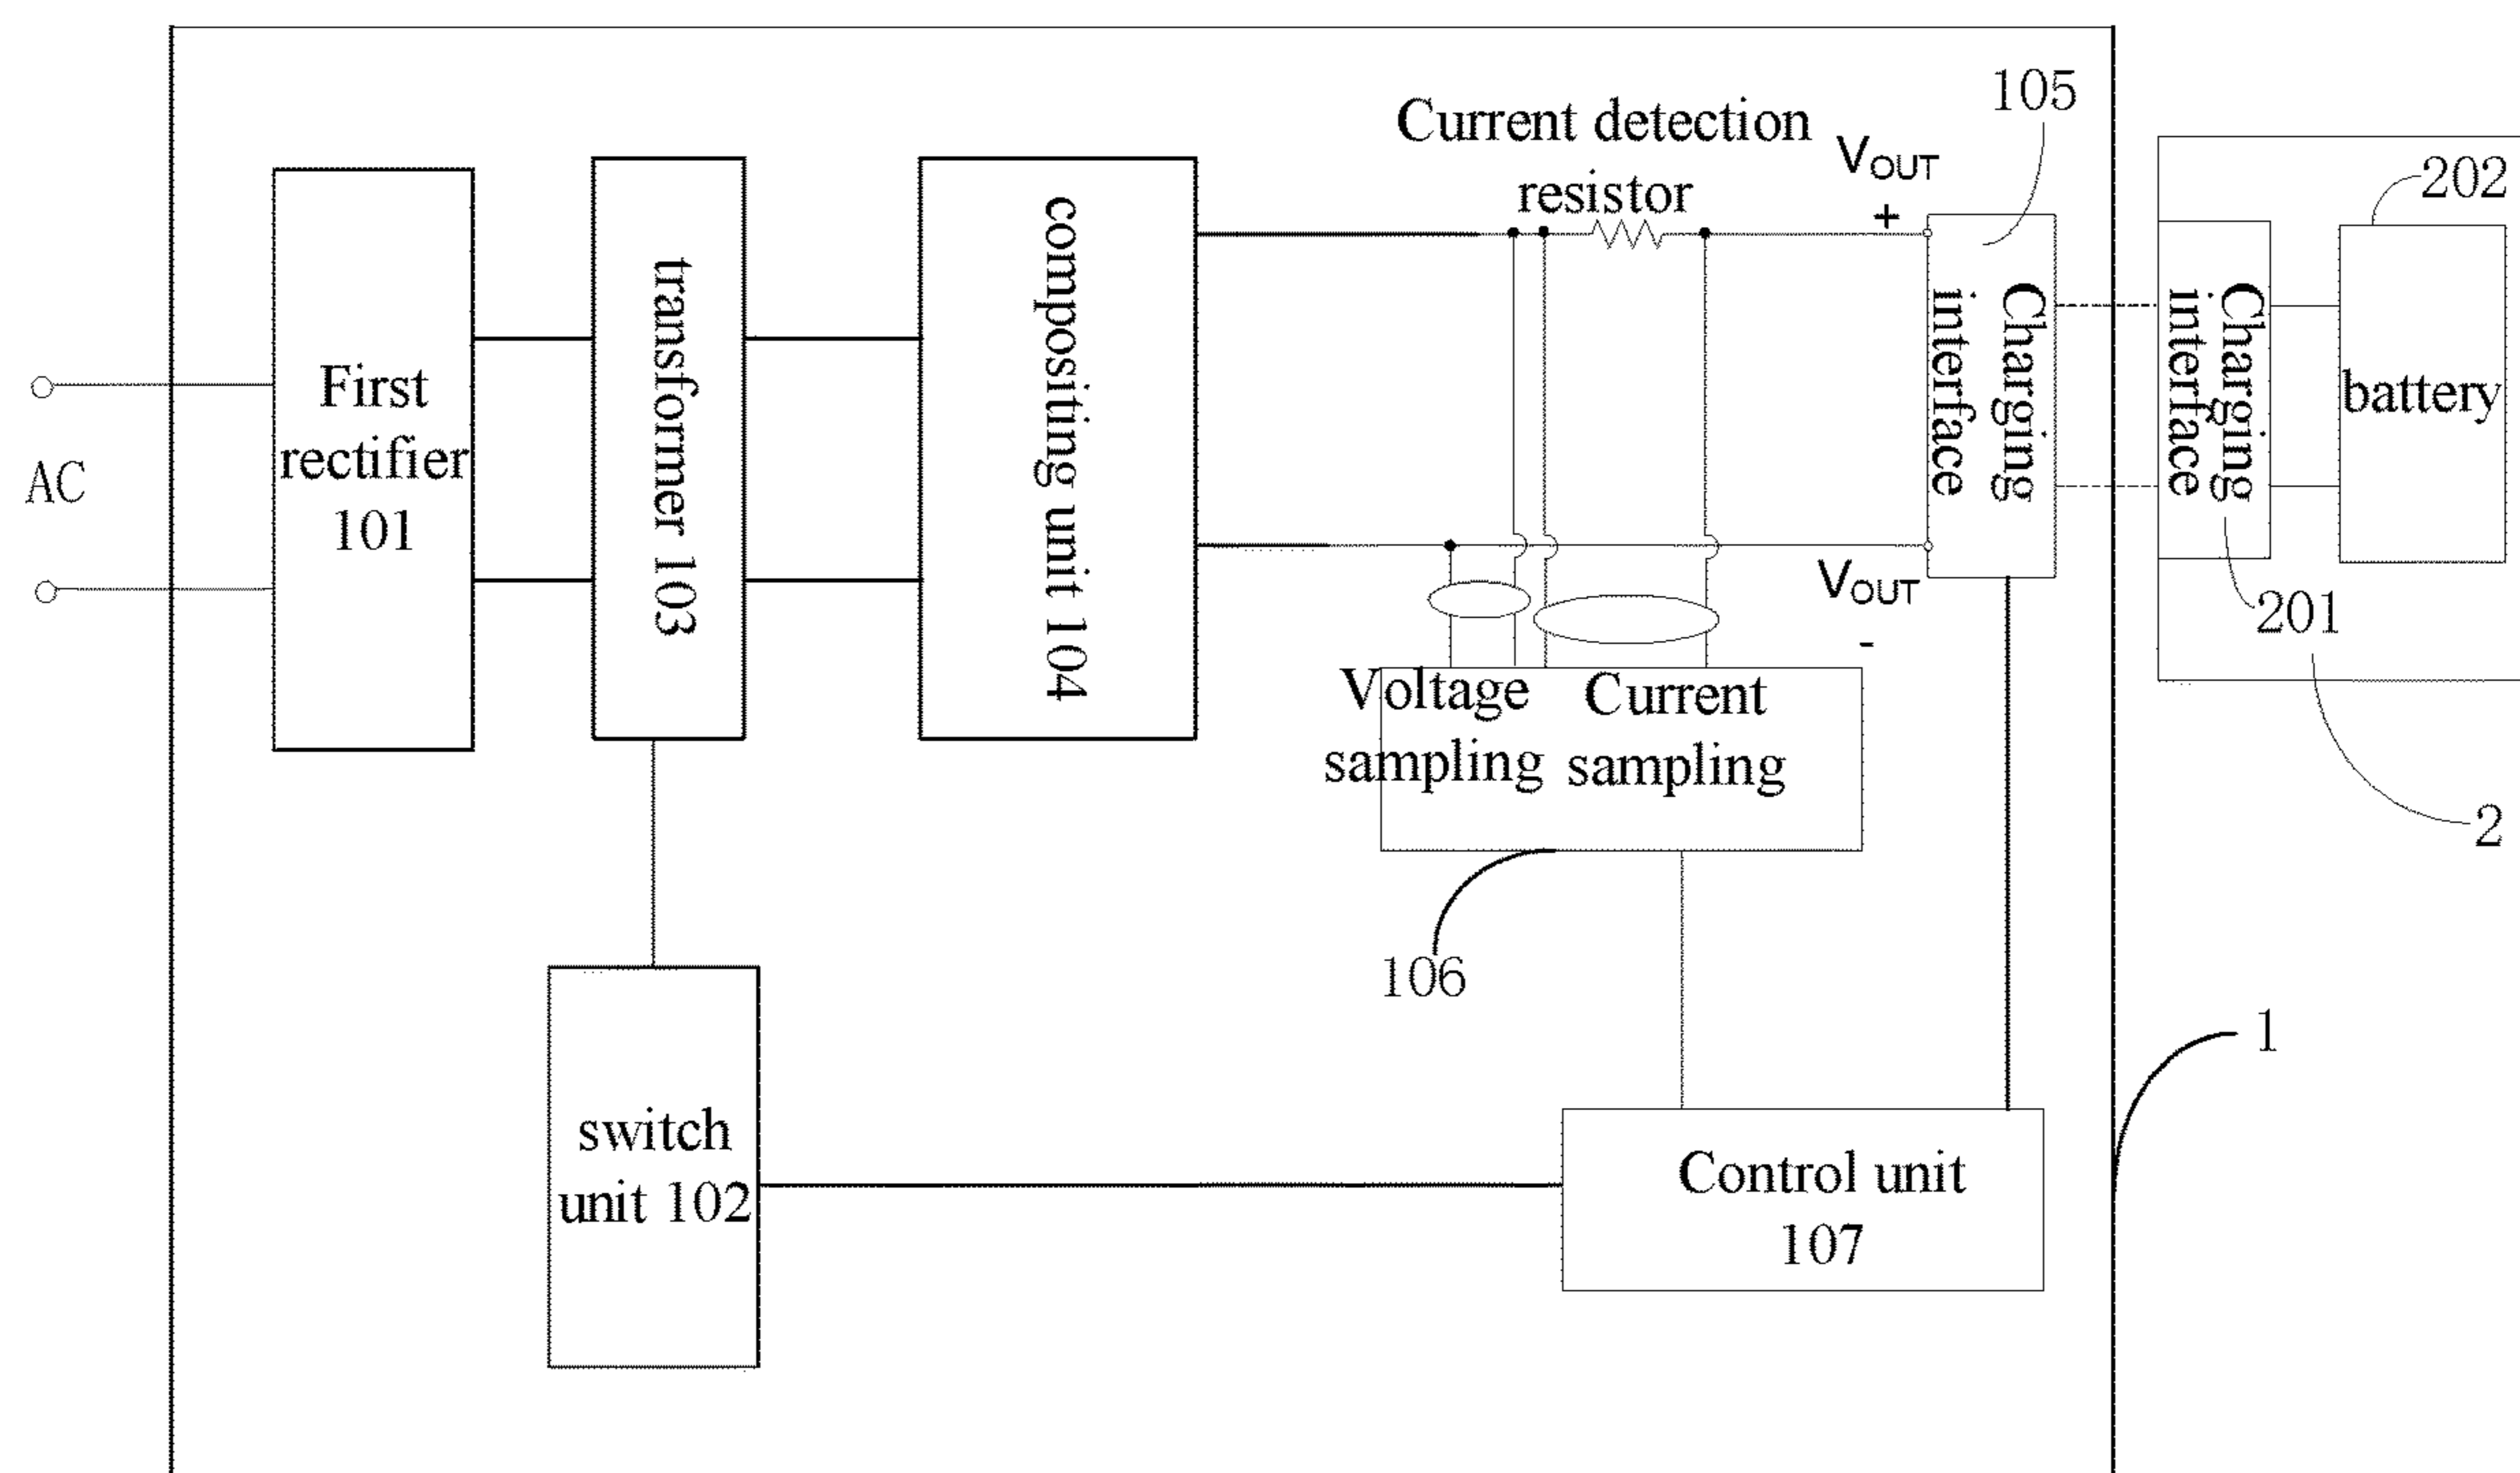 AC
First
rectifier
101
transformer 103
compositing unit 104
Current detection
resistor
VOUT
+
105
Charging
interface
VOUT
-
Charging
interface
202
battery
201
2
Voltage
sampling
Current
sampling
106
switch
unit 102
Control unit
107
1